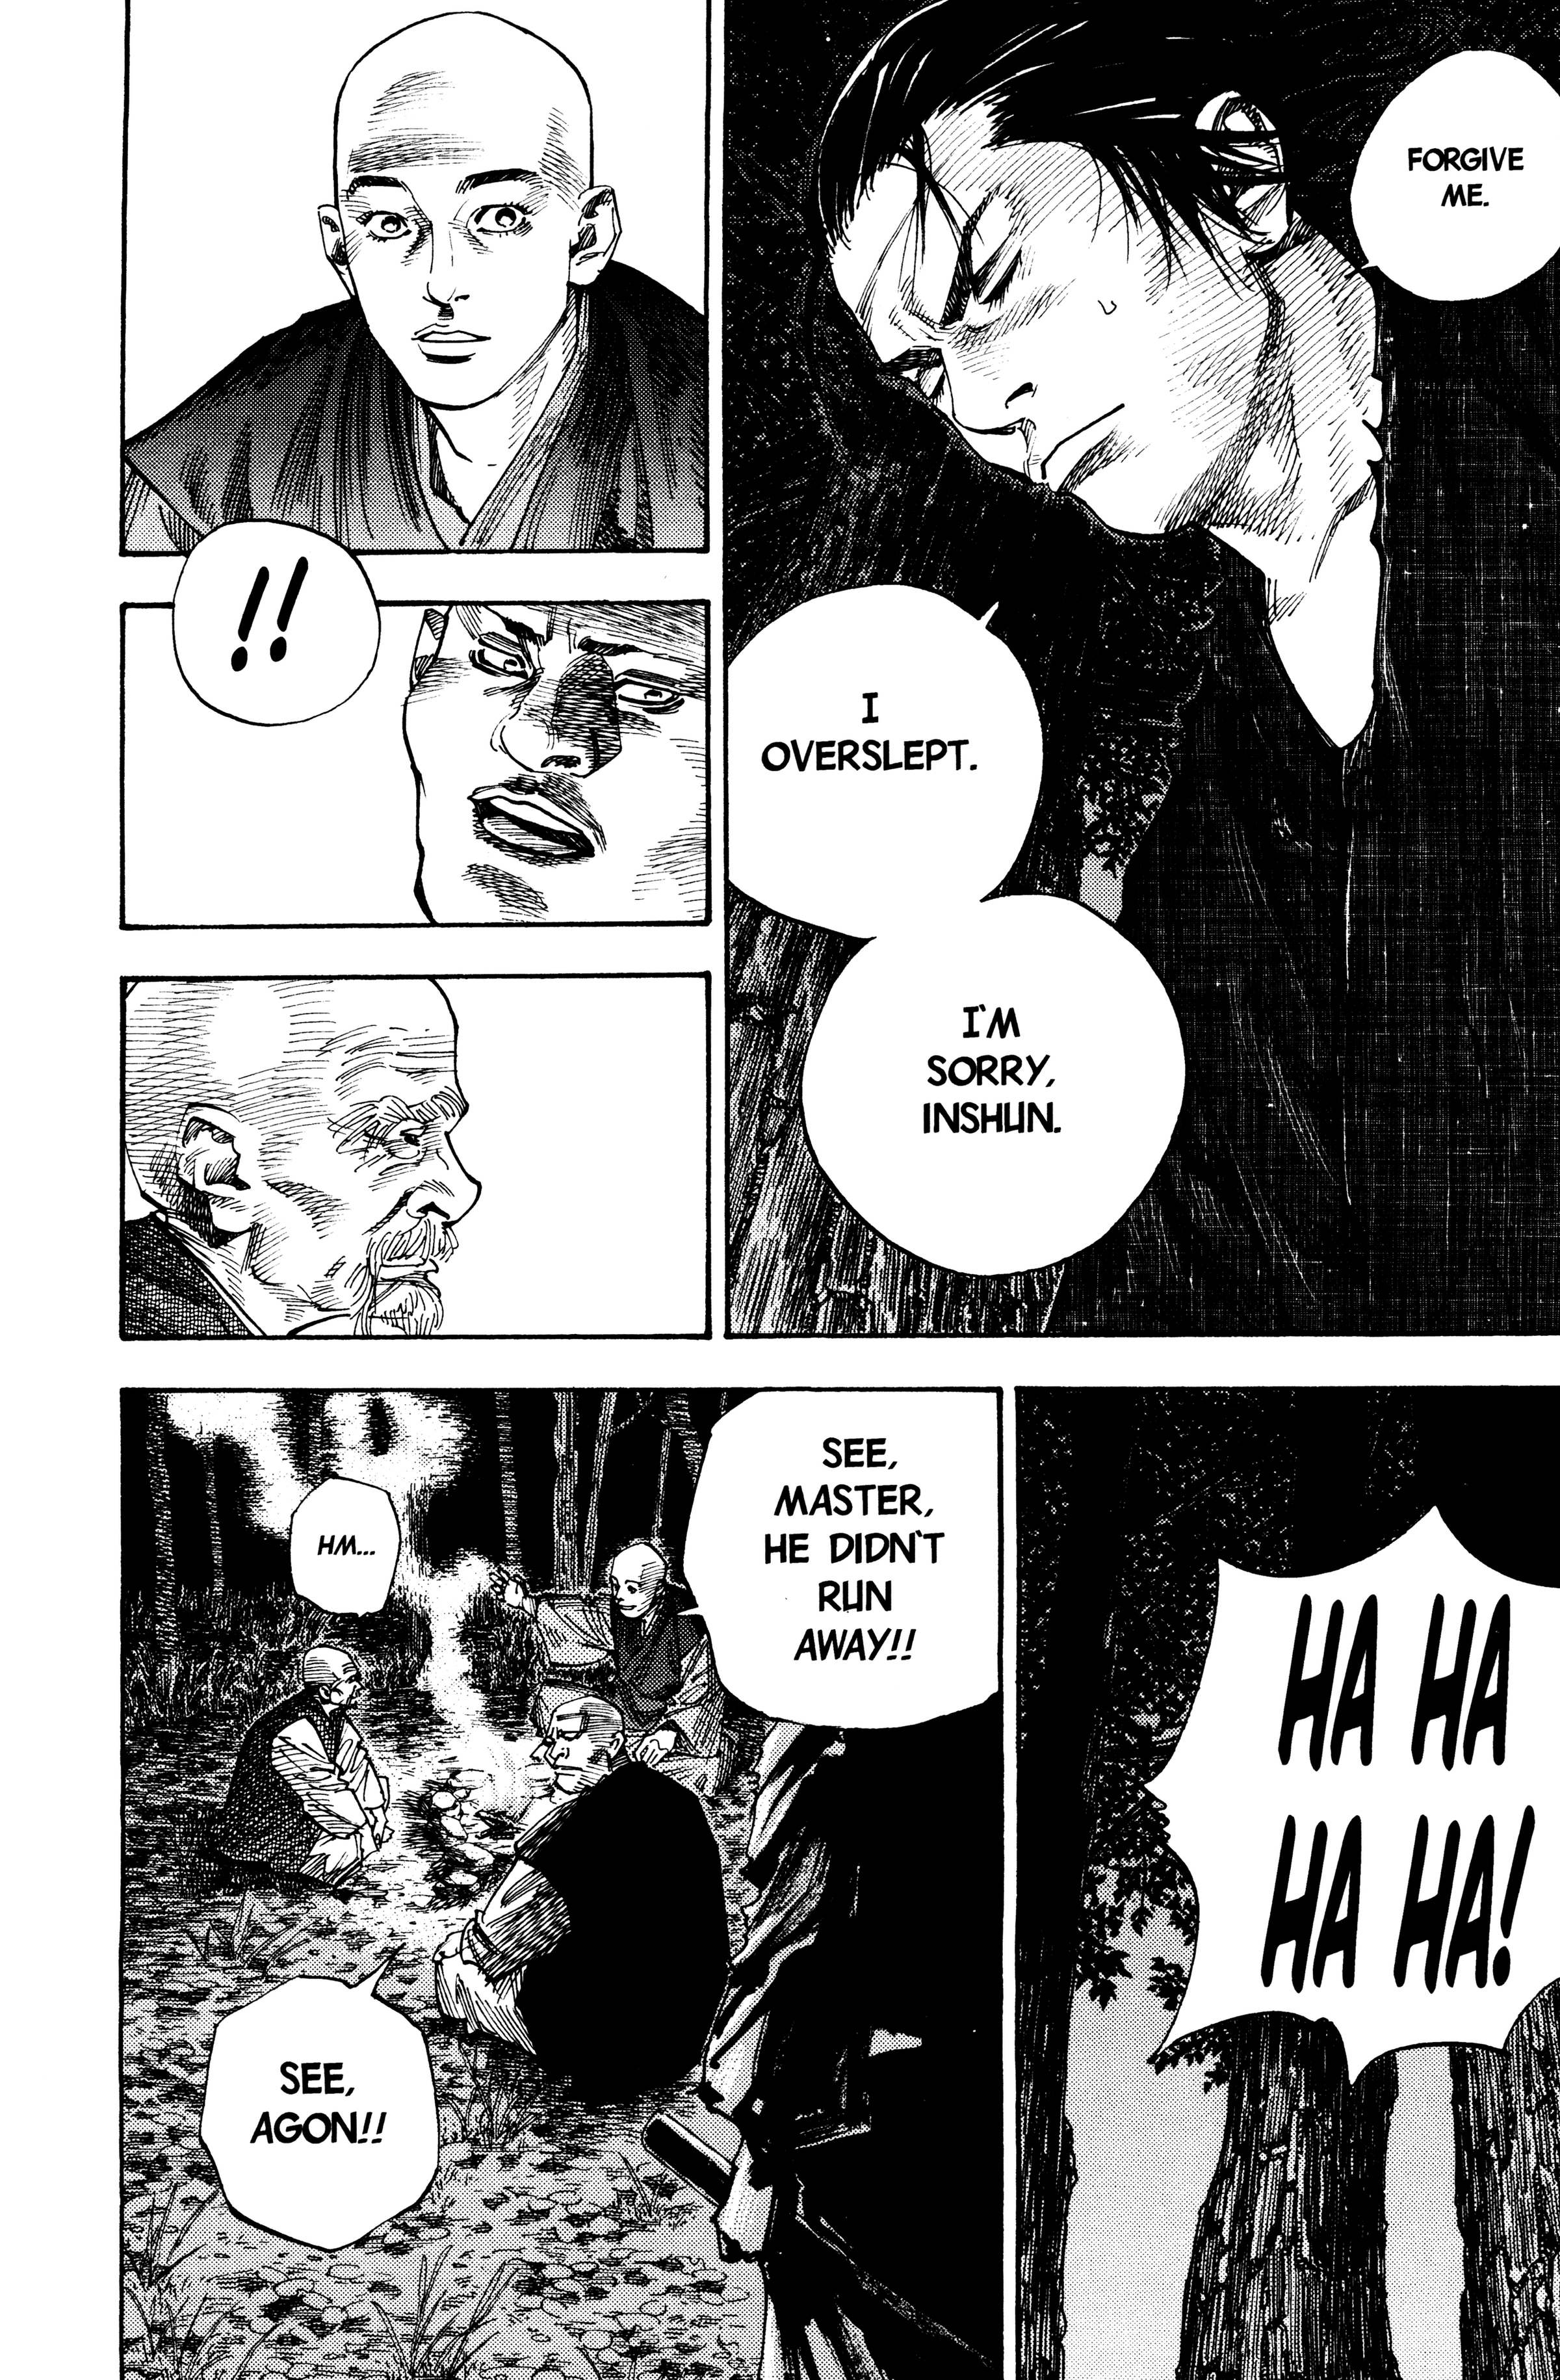 FORGIVE
ME.
I
OVERSLEPT.
I'M
SORRY,
INSHUN.
!!
HA HA
HA HA!
SEE,
MASTER,
HE DIDN'T
RUN
AWAY!!
HM...
SEE,
AGON!!